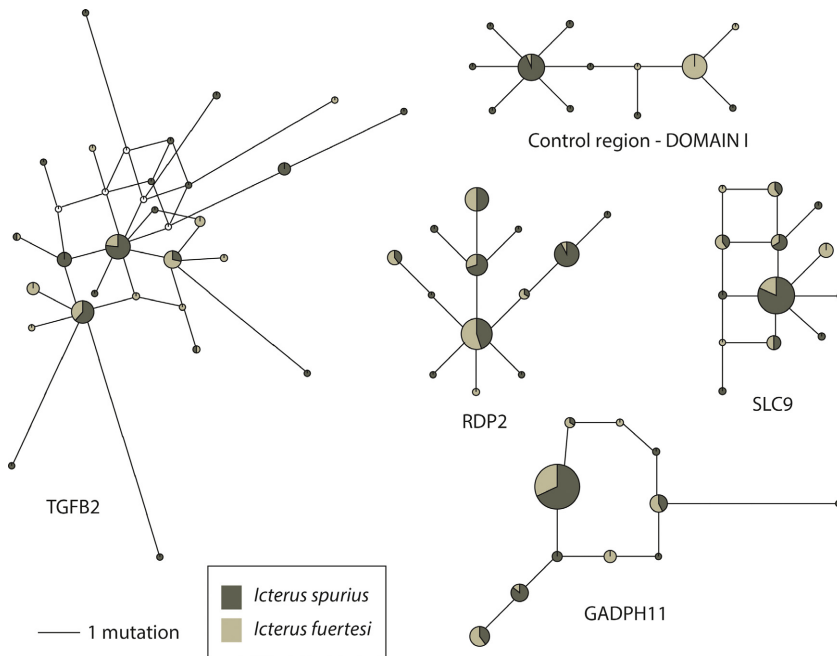 Control region - DOMAIN I
RDP2
SLC9
TGFB2
GADPH11
Icterus spurius
Icterus fuertesi
1 mutation